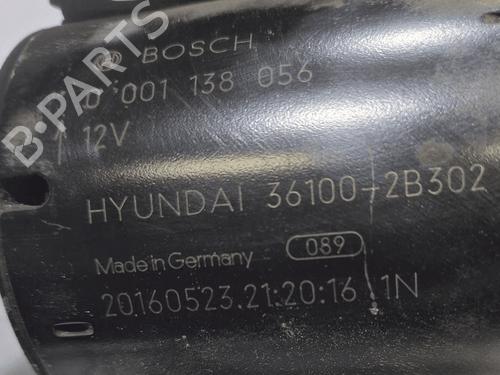 BOSCH
0 001 138 056
12V
HYUNDAI 36100-2B302
Made in Germany 089
20160523.21:20:16 1N
B-PARTS